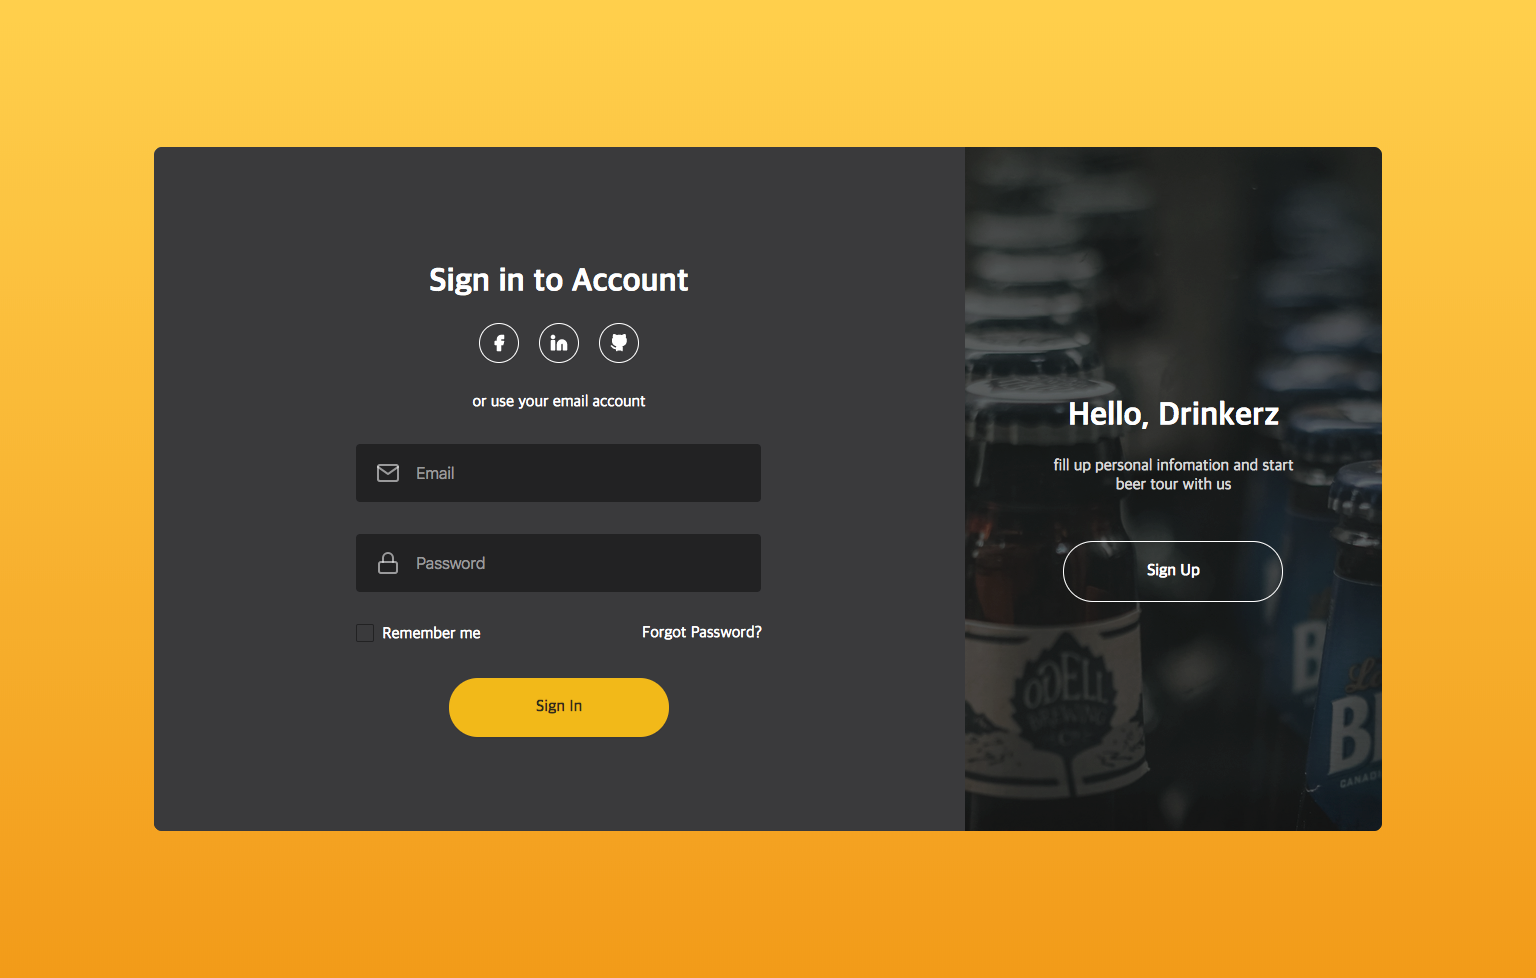 Sign in to Account
or use your email account
Email
Password
Remember me
Forgot Password?
Sign In
Hello, Drinkerz
fill up personal infomation and start
beer tour with us
Sign Up
ODELL
BREWING
CO